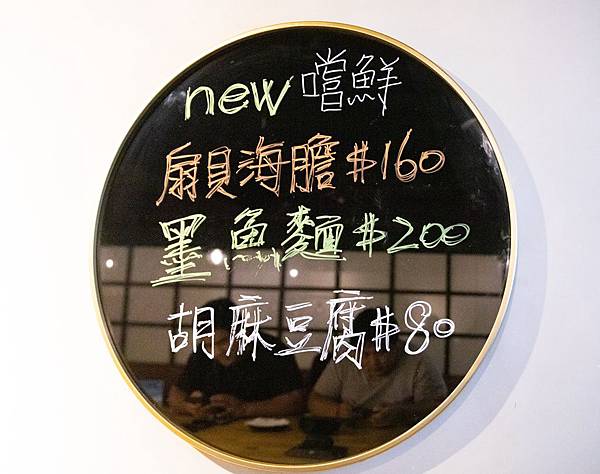 new 嚐鮮
扇貝海膽 $160
墨魚麵 $200
胡麻豆腐 $80